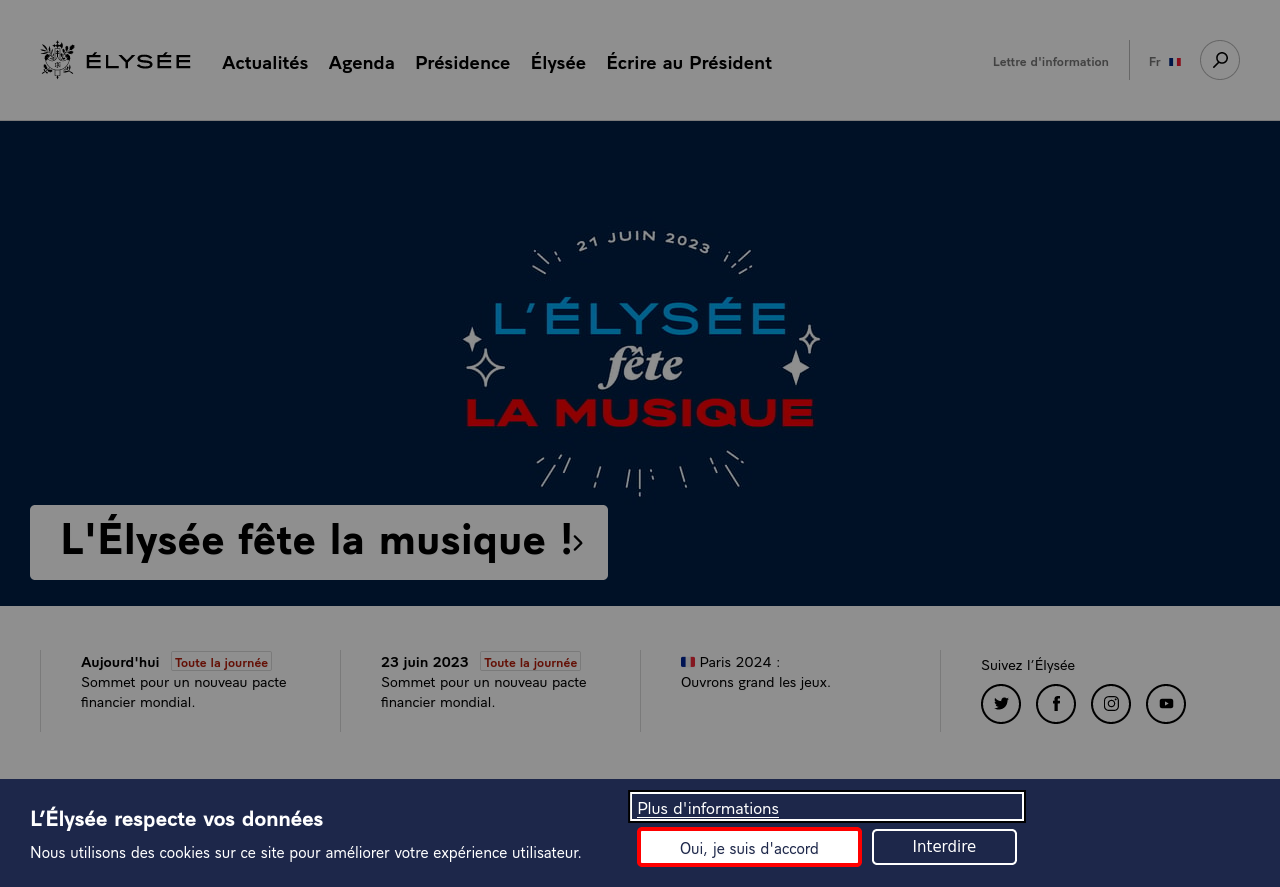 ÉLYSÉE
Actualités Agenda Présidence Élysée Écrire au Président
Lettre d'information
Fr
21 JUIN 2023
L'ÉLYSÉE
fête
LA MUSIQUE
L'Élysée fête la musique !
Aujourd'hui Toute la journée
Sommet pour un nouveau pacte
financier mondial.
23 juin 2023 Toute la journée
Sommet pour un nouveau pacte
financier mondial.
Paris 2024 :
Ouvrons grand les jeux.
Suivez l’Élysée
L’Élysée respecte vos données
Nous utilisons des cookies sur ce site pour améliorer votre expérience utilisateur.
Plus d'informations
Oui, je suis d'accord
Interdire